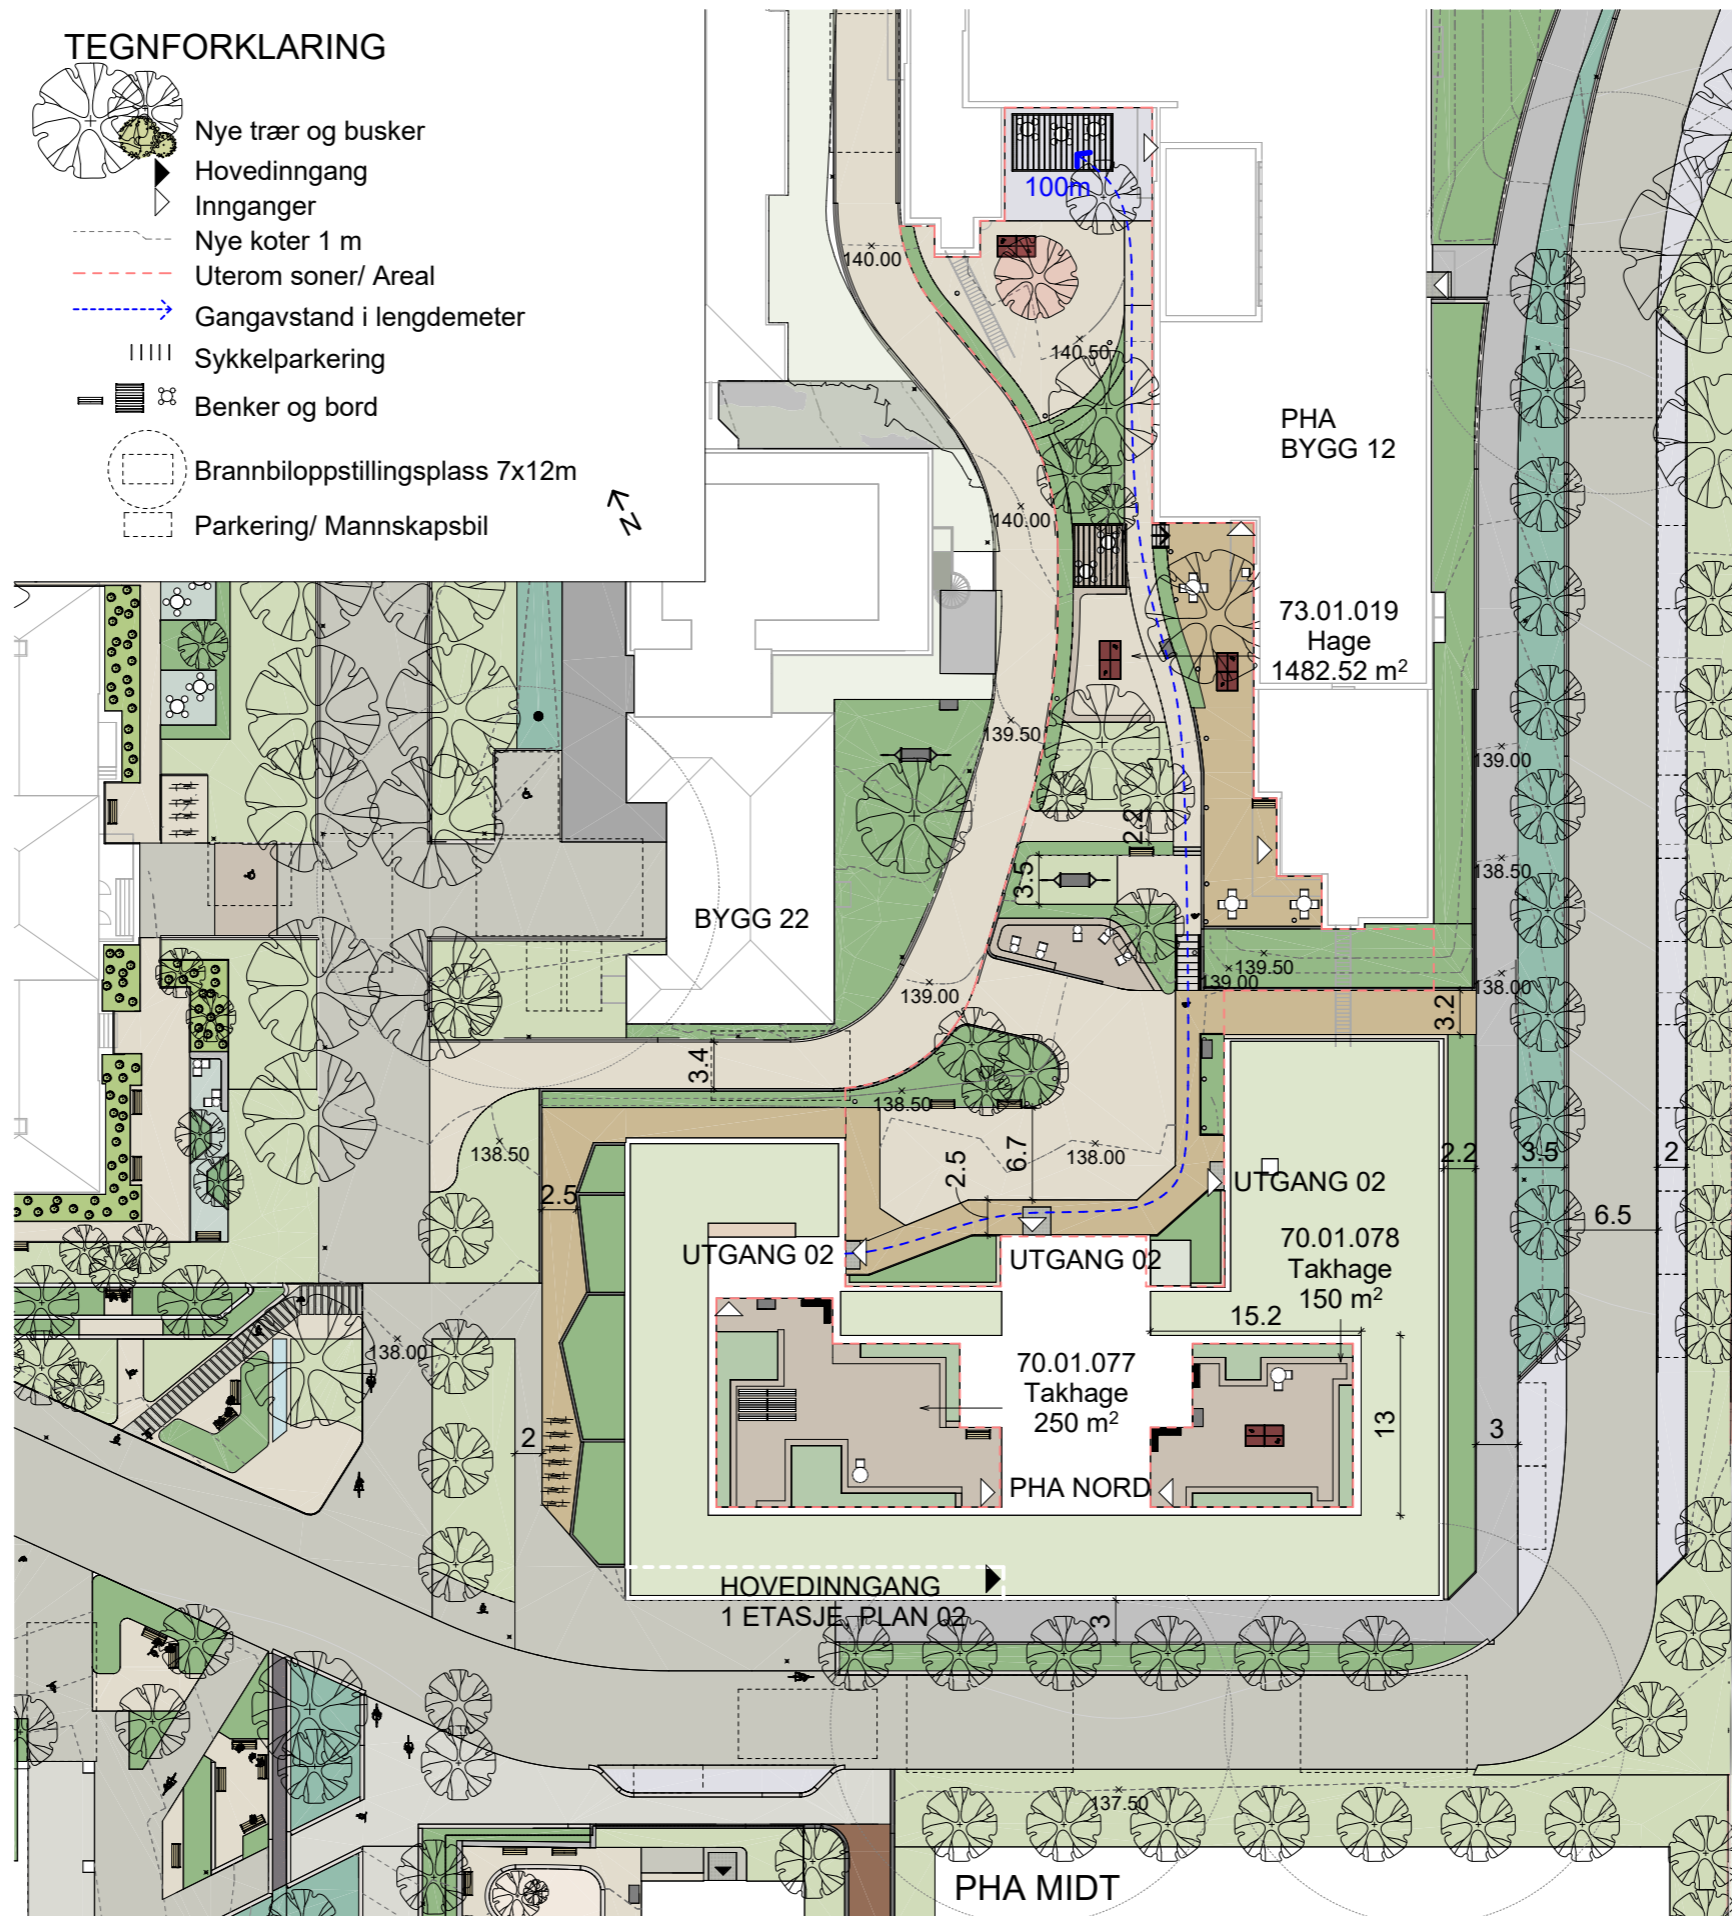 TEGNFORKLARING
Nye trær og busker
Hovedinngang
Innganger
Nye koter 1 m
Uterom soner/ Areal
Gangavstand i lengdemeter
Sykkelparkering
Benker og bord
Brannbiloppstillingsplass 7x12m
Parkering/ Mannskapsbil
N
100m
140.00
140.50
PHA
BYGG 12
140.00
73.01.019
Hage
1482.52 m²
139.50
139.00
2.2
138.50
3.5
BYGG 22
139.50
139.00
139.00
138.00
3.2
3.4
138.50
138.50
6.7
138.00
2.5
2.2
3.5
2
2.5
UTGANG 02
UTGANG 02
UTGANG 02
6.5
70.01.078
Takhage
150 m²
15.2
138.00
70.01.077
Takhage
250 m²
13
2
3
PHA NORD
HOVEDINNGANG
1 ETASJE, PLAN 02
3
137.50
PHA MIDT